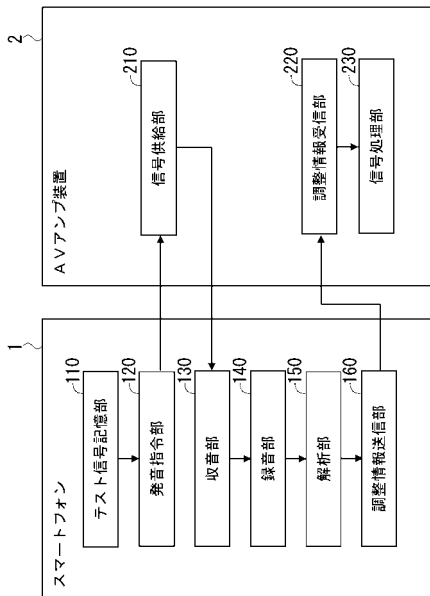 1
スマートフォン
110
テスト信号記憶部
120
発音指令部
130
収音部
140
録音部
150
解析部
160
調整情報送信部
2
AVアンプ装置
210
信号供給部
220
調整情報受信部
230
信号処理部